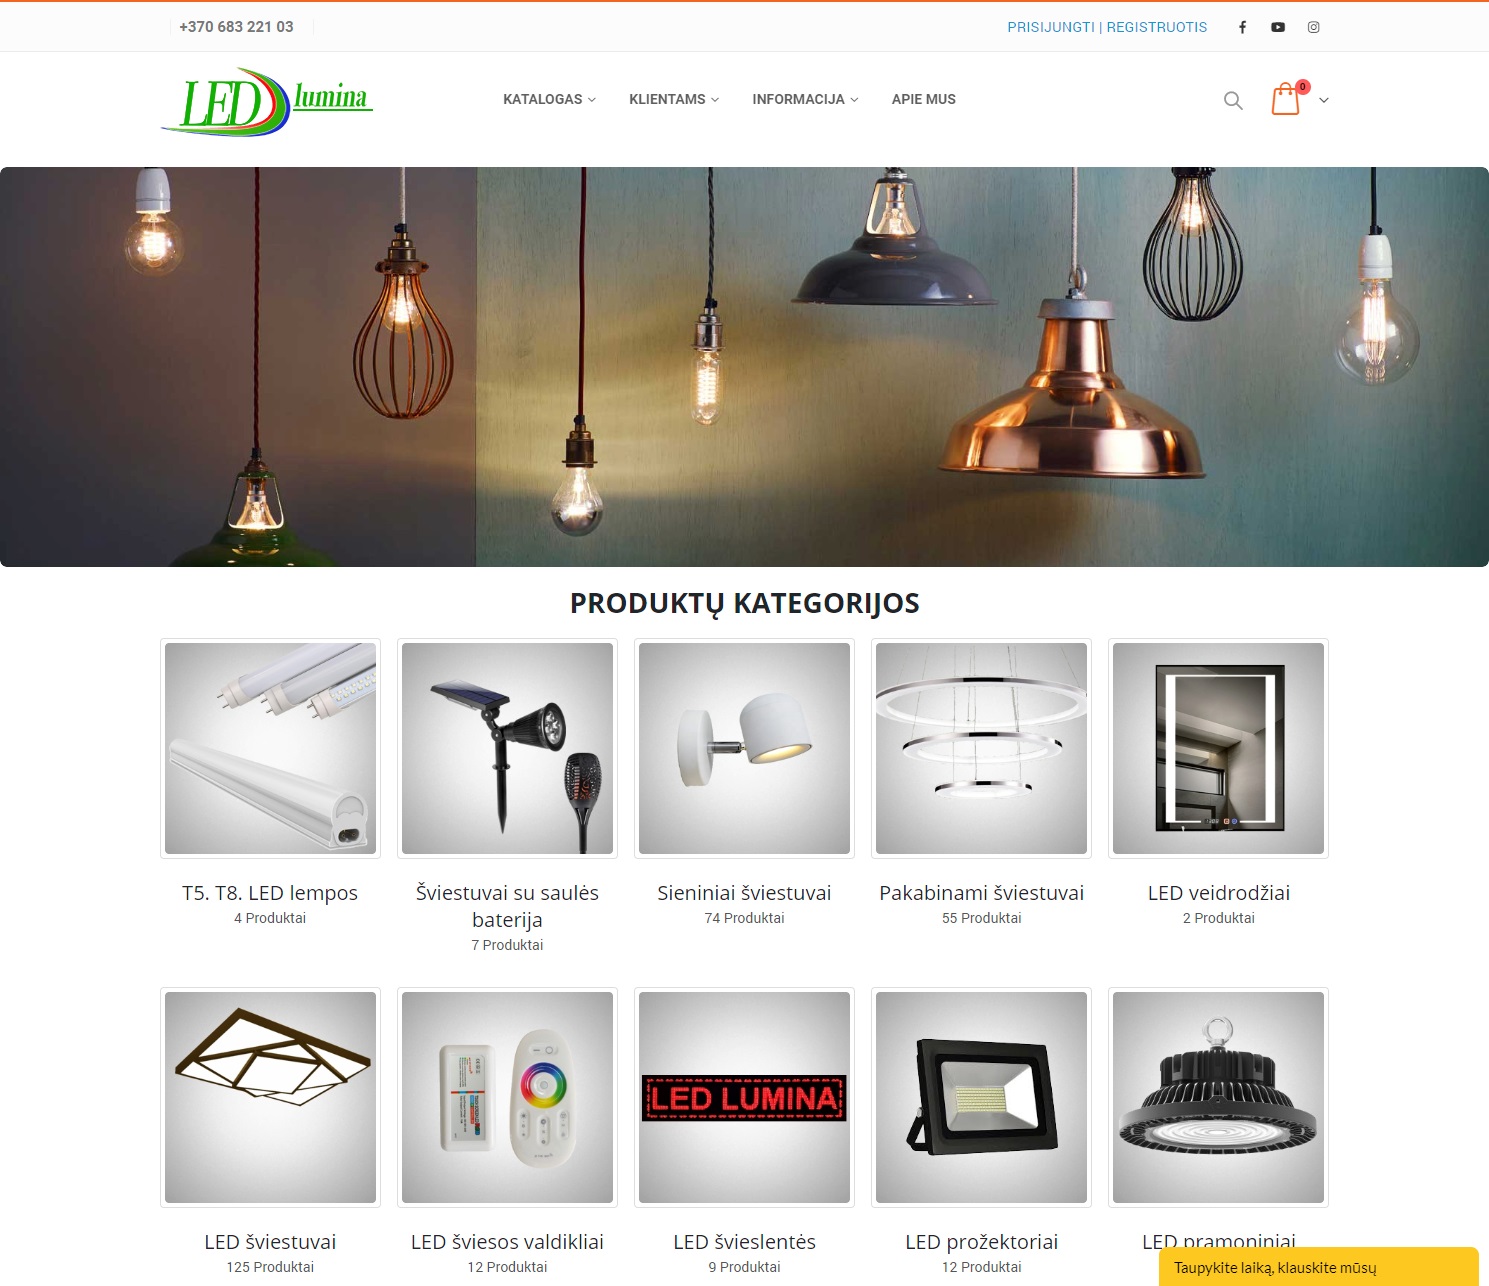 +370 683 221 03
PRISIJUNGTI | REGISTRUOTIS
LED lumina
KATALOGAS
KLIENTAMS
INFORMACIJA
APIE MUS
0
PRODUKTŲ KATEGORIJOS
T5. T8. LED lempos
4 Produktai
Šviestuvai su saulės
baterija
7 Produktai
Sieniniai šviestuvai
74 Produktai
Pakabinami šviestuvai
55 Produktai
LED veidrodžiai
2 Produktai
LED LUMINA
LED šviestuvai
125 Produktai
LED šviesos valdikliai
12 Produktai
LED švieslentės
9 Produktai
LED prožektoriai
12 Produktai
LED pramoniniai
Taupykite laiką, klauskite mūsų